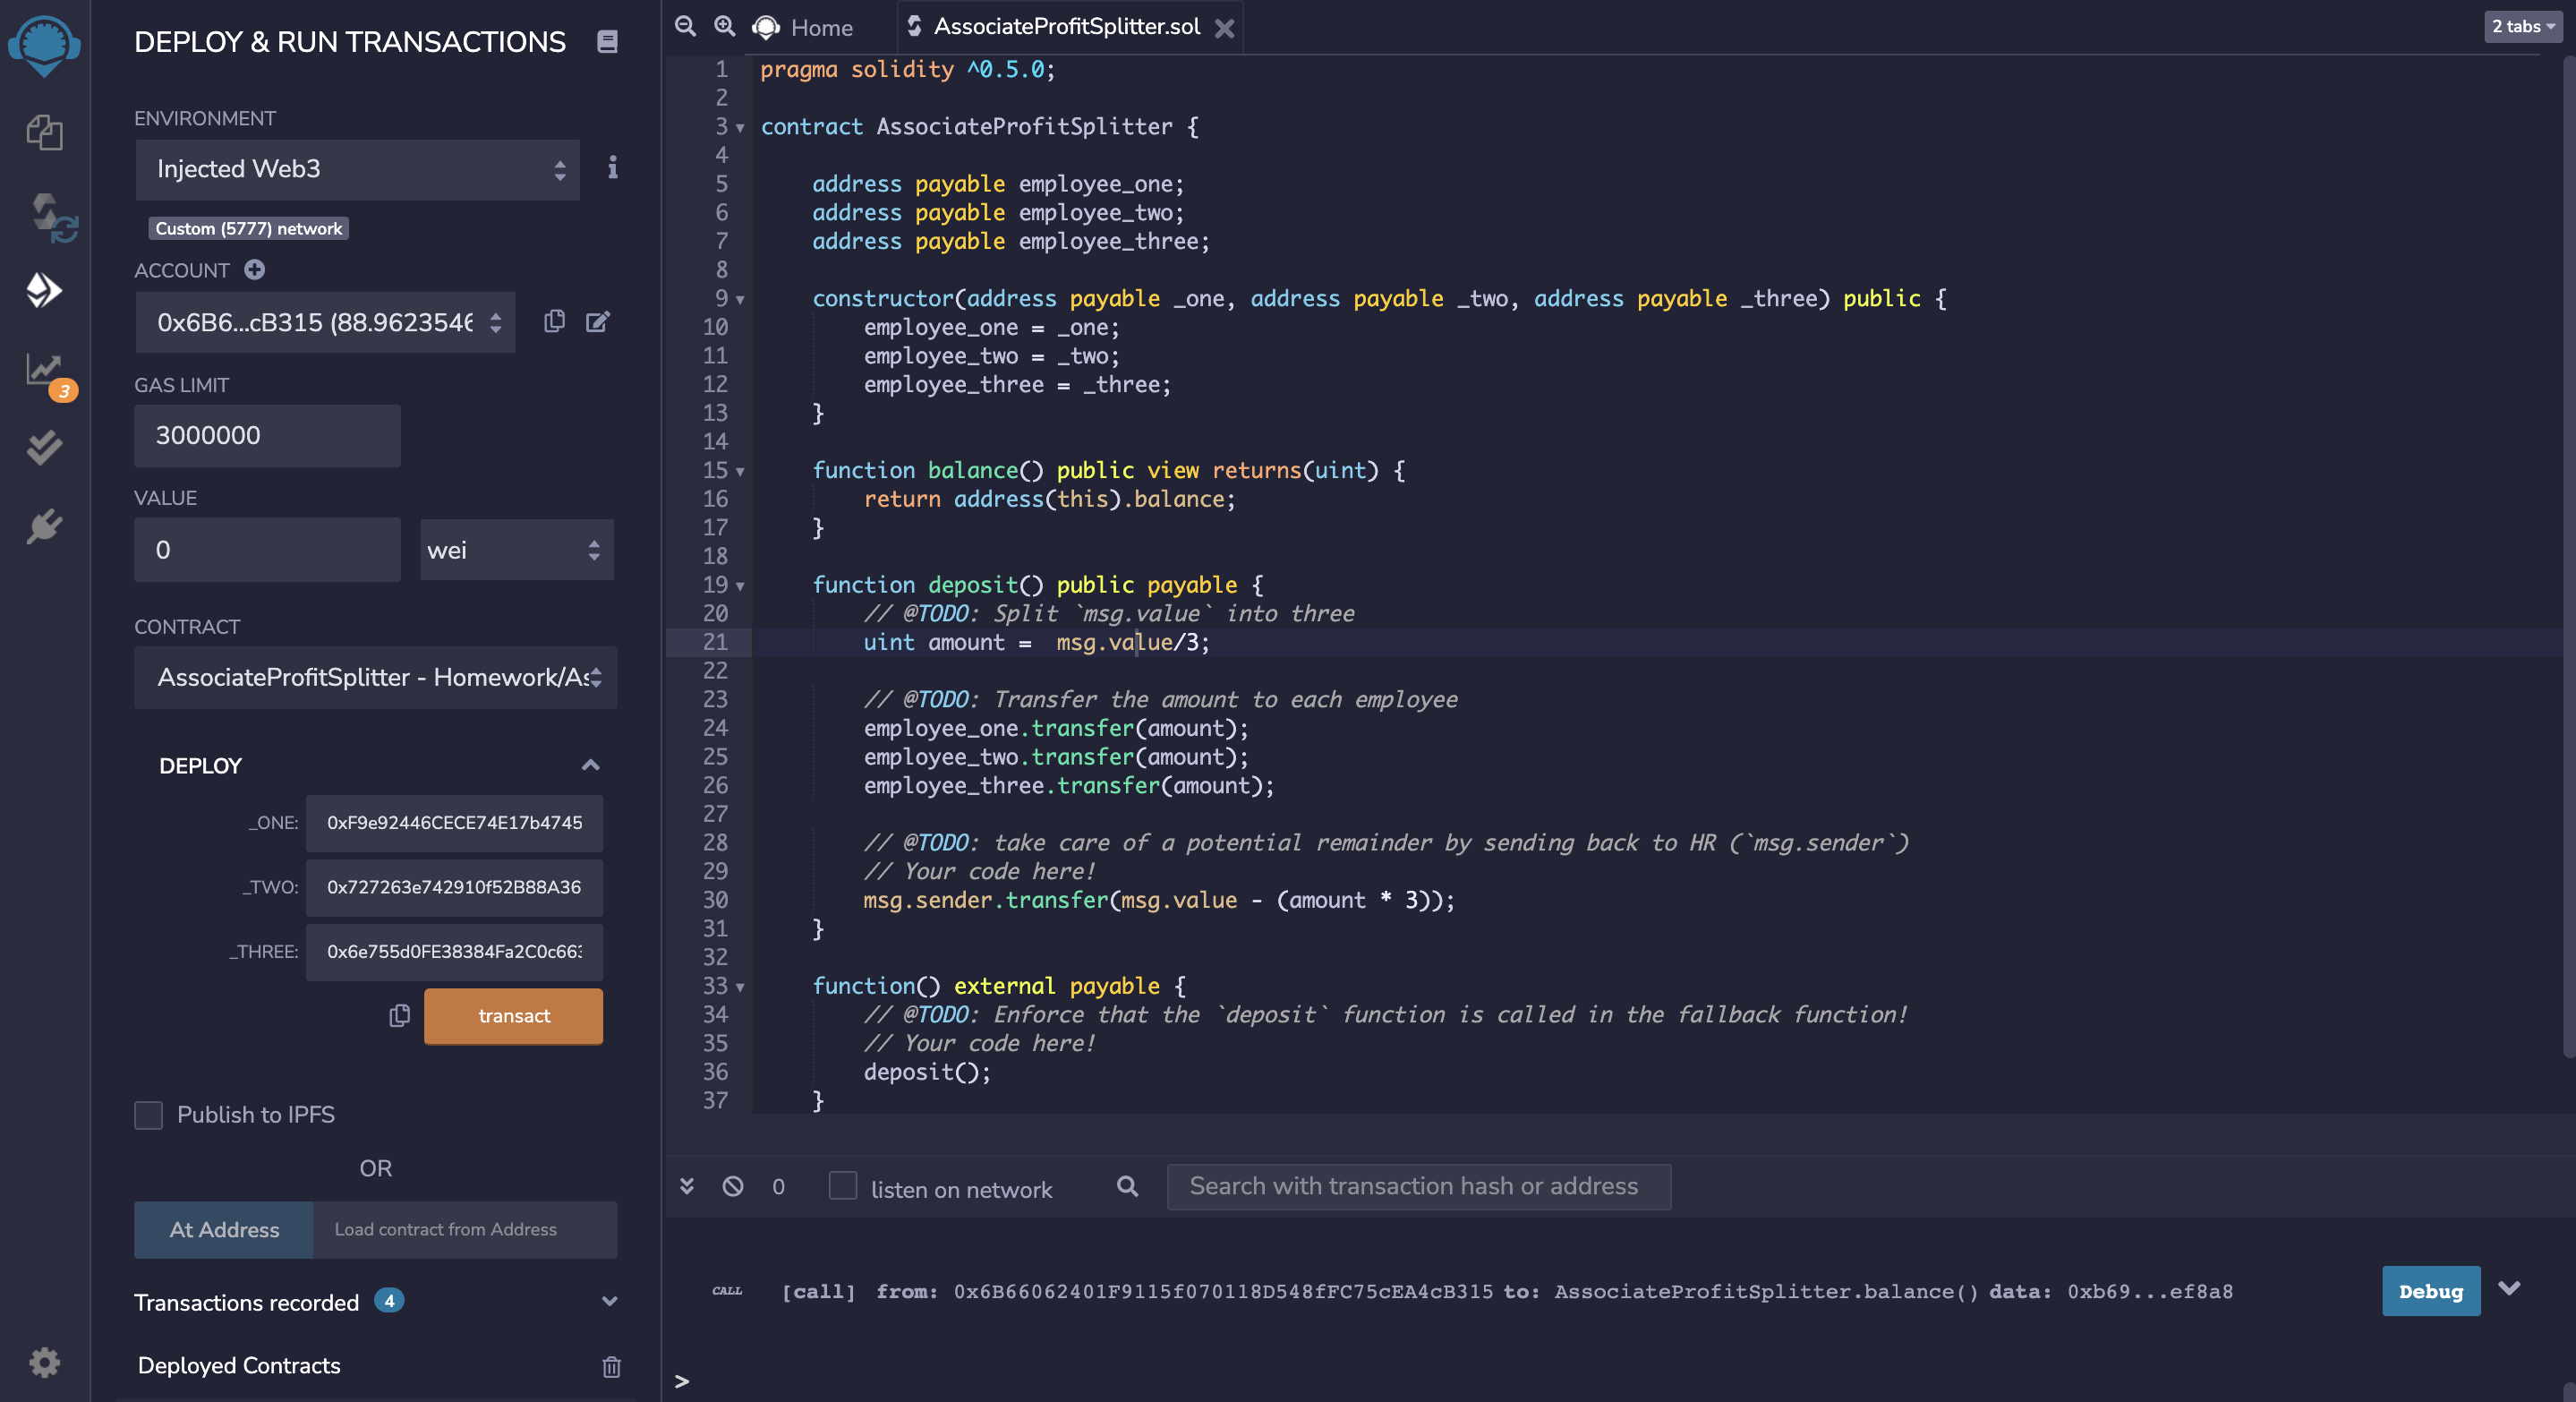 DEPLOY & RUN TRANSACTIONS
ENVIRONMENT
Injected Web3
Custom (5777) network
ACCOUNT
0x6B6...cB315 (88.9623546
GAS LIMIT
3000000
VALUE
0
wei
CONTRACT
AssociateProfitSplitter - Homework/As
DEPLOY
_ONE: 0xF9e92446CECE74E17b4745
_TWO: 0x727263e742910f52B88A36
_THREE: 0x6e755d0FE38384Fa2C0c663
transact
Publish to IPFS
OR
At Address
Load contract from Address
Transactions recorded 4
Deployed Contracts
3
Home
AssociateProfitSplitter.sol
2 tabs
1 pragma solidity ^0.5.0;
2
3 contract AssociateProfitSplitter {
4
5 address payable employee_one;
6 address payable employee_two;
7 address payable employee_three;
8
9 constructor(address payable _one, address payable _two, address payable _three) public {
10 employee_one = _one;
11 employee_two = _two;
12 employee_three = _three;
13 }
14
15 function balance() public view returns(uint) {
16 return address(this).balance;
17 }
18
19 function deposit() public payable {
20 // @TODO: Split `msg.value` into three
21 uint amount =  msg.value/3;
22
23 // @TODO: Transfer the amount to each employee
24 employee_one.transfer(amount);
25 employee_two.transfer(amount);
26 employee_three.transfer(amount);
27
28 // @TODO: take care of a potential remainder by sending back to HR (`msg.sender`)
29 // Your code here!
30 msg.sender.transfer(msg.value - (amount * 3));
31 }
32
33 function() external payable {
34 // @TODO: Enforce that the `deposit` function is called in the fallback function!
35 // Your code here!
36 deposit();
37 }
0
listen on network
Search with transaction hash or address
CALL [call] from: 0x6B66062401F9115f070118D548fFC75cEA4cB315 to: AssociateProfitSplitter.balance() data: 0xb69...ef8a8
Debug
>